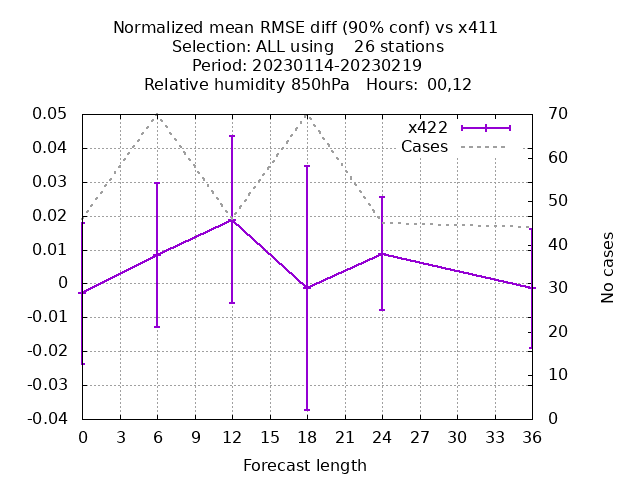 Normalized mean RMSE diff (90% conf) vs x411
Selection: ALL using    26 stations
Period: 20230114-20230219
Relative humidity 850hPa   Hours: 00,12
0.05
0.04
0.03
0.02
0.01
0
-0.01
-0.02
-0.03
-0.04
x422
Cases
70
60
50
40
30
20
10
0
No cases
0 3 6 9 12 15 18 21 24 27 30 33 36
Forecast length